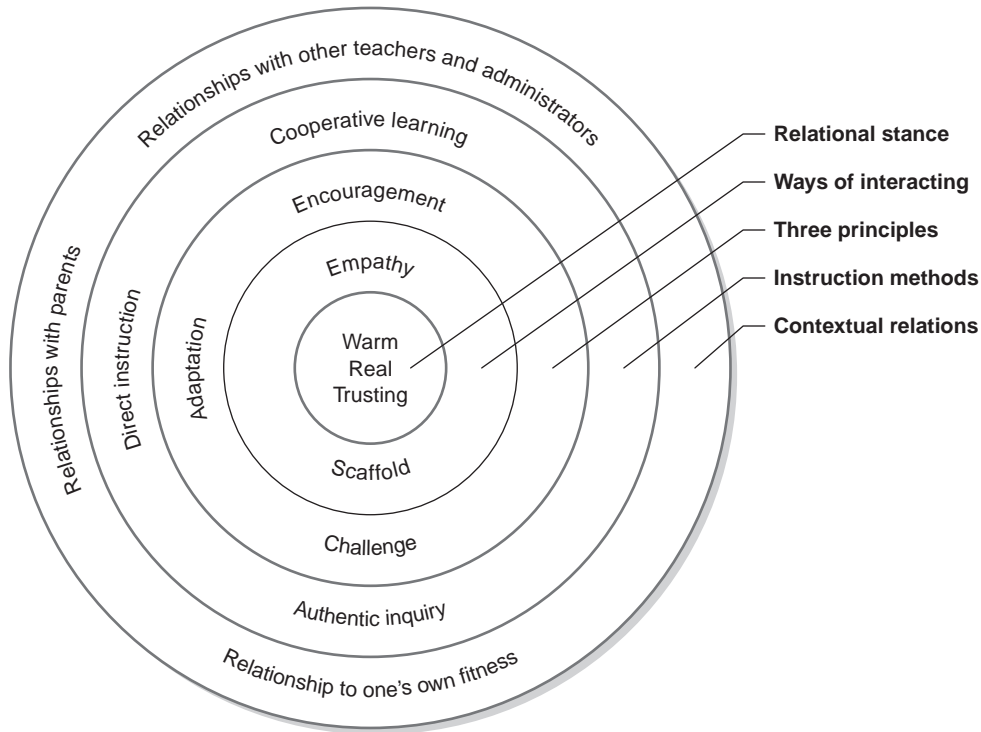 Relationships with other teachers and administrators
Cooperative learning
Encouragement
Empathy
Warm
Real
Trusting
Scaffold
Challenge
Authentic inquiry
Relationship to one's own fitness
Relationships with parents
Direct instruction
Adaptation
Relational stance
Ways of interacting
Three principles
Instruction methods
Contextual relations